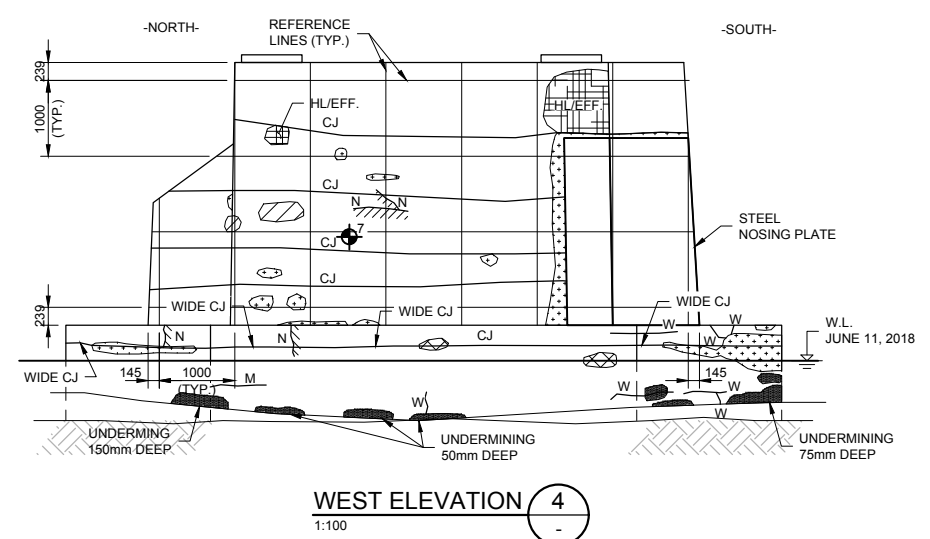 -NORTH-
REFERENCE
LINES (TYP.)
-SOUTH-
239
1000
(TYP.)
HL/EFF.
HL/EFF.
CJ
CJ
N
N
7
CJ
STEEL
NOSING PLATE
CJ
239
WIDE CJ
WIDE CJ
WIDE CJ
W
W
W.L.
JUNE 11, 2018
N
N
CJ
W
WIDE CJ
145
1000
(TYP.)
M
145
W
W
W
W
W
UNDERMING
150mm DEEP
UNDERMINING
50mm DEEP
UNDERMINING
75mm DEEP
WEST ELEVATION
4
-
1:100